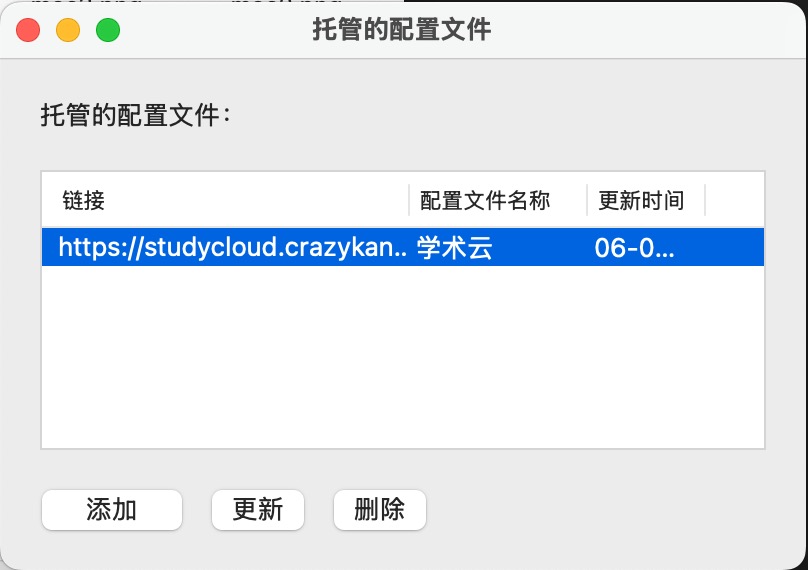 托管的配置文件
托管的配置文件：
链接 配置文件名称 更新时间
https://studycloud.crazykan.. 学术云 06-0...
添加 更新 删除